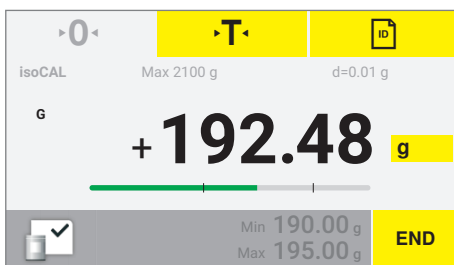 ▸0◂ ▸T◂ ID
isoCAL Max 2100 g d=0.01 g
G
+192.48 g
Min 190.00 g
Max 195.00 g
END